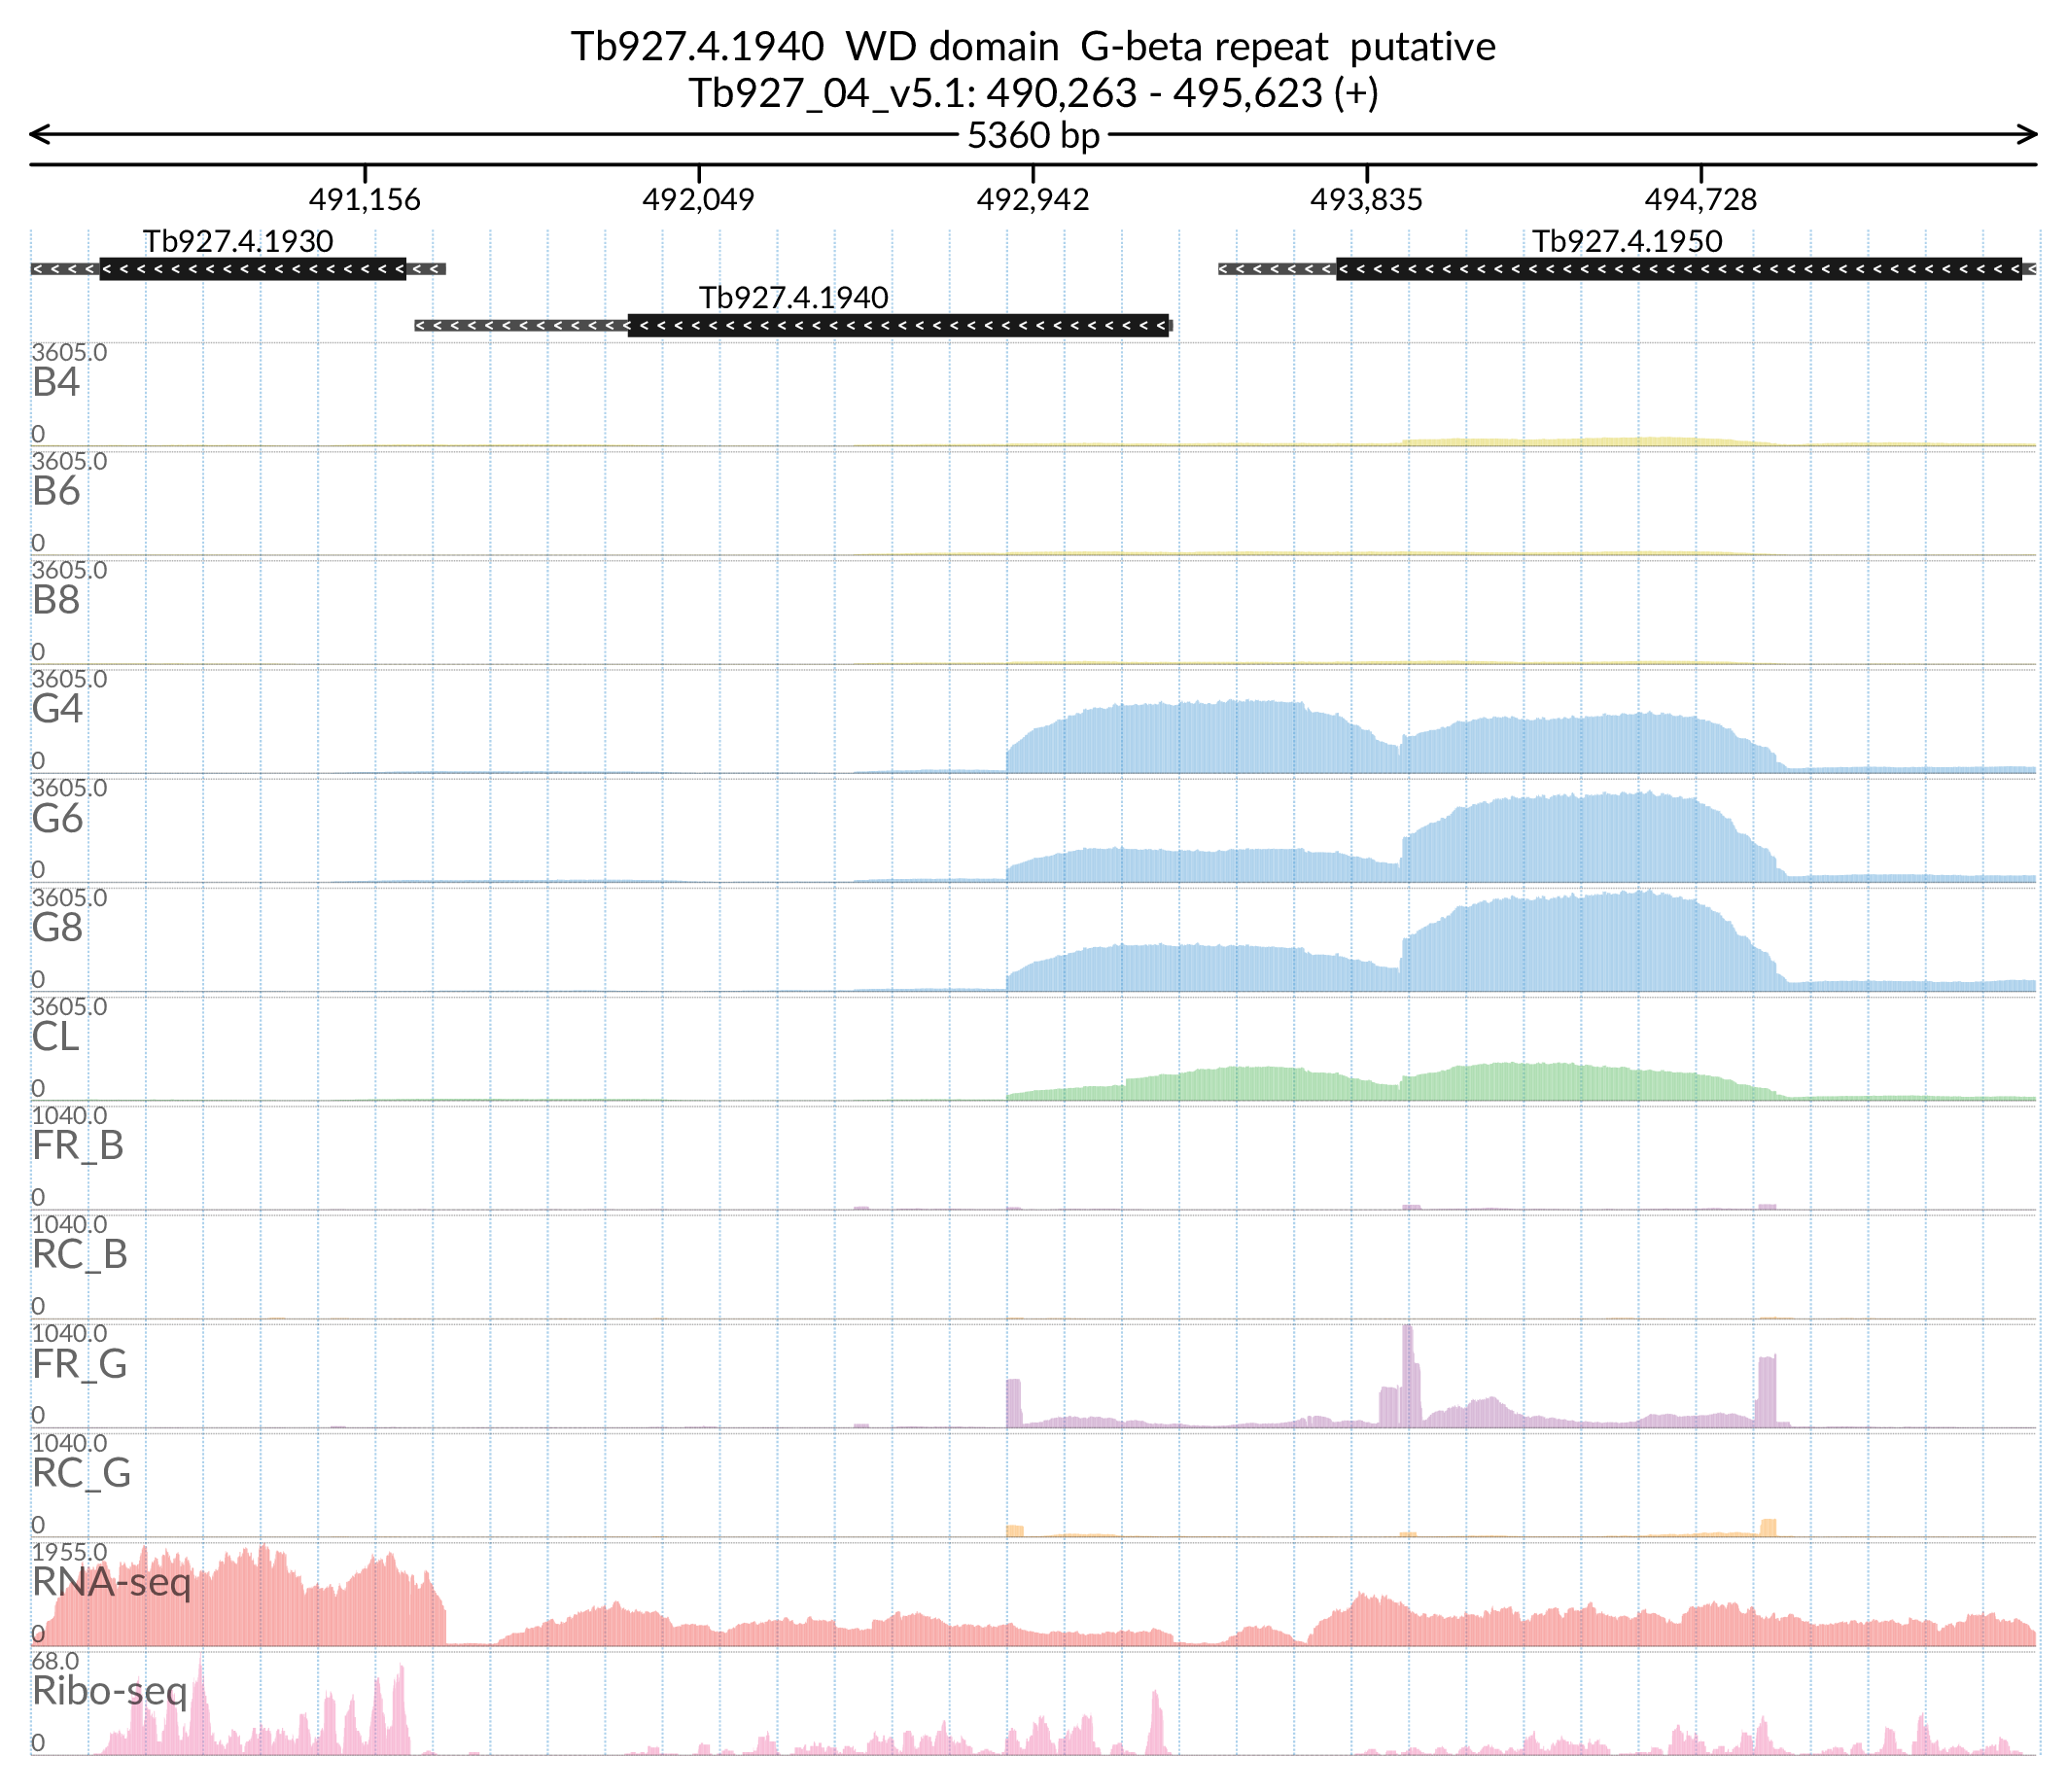 Tb927.4.1940  WD domain  G-beta repeat  putative
Tb927_04_v5.1: 490,263 - 495,623 (+)
5360 bp
491,156 492,049 492,942 493,835 494,728
Tb927.4.1930 Tb927.4.1950
Tb927.4.1940
3605.0
B4
0
3605.0
B6
0
3605.0
B8
0
3605.0
G4
0
3605.0
G6
0
3605.0
G8
0
3605.0
CL
0
1040.0
FR_B
0
1040.0
RC_B
0
1040.0
FR_G
0
1040.0
RC_G
0
1955.0
RNA-seq
0
68.0
Ribo-seq
0